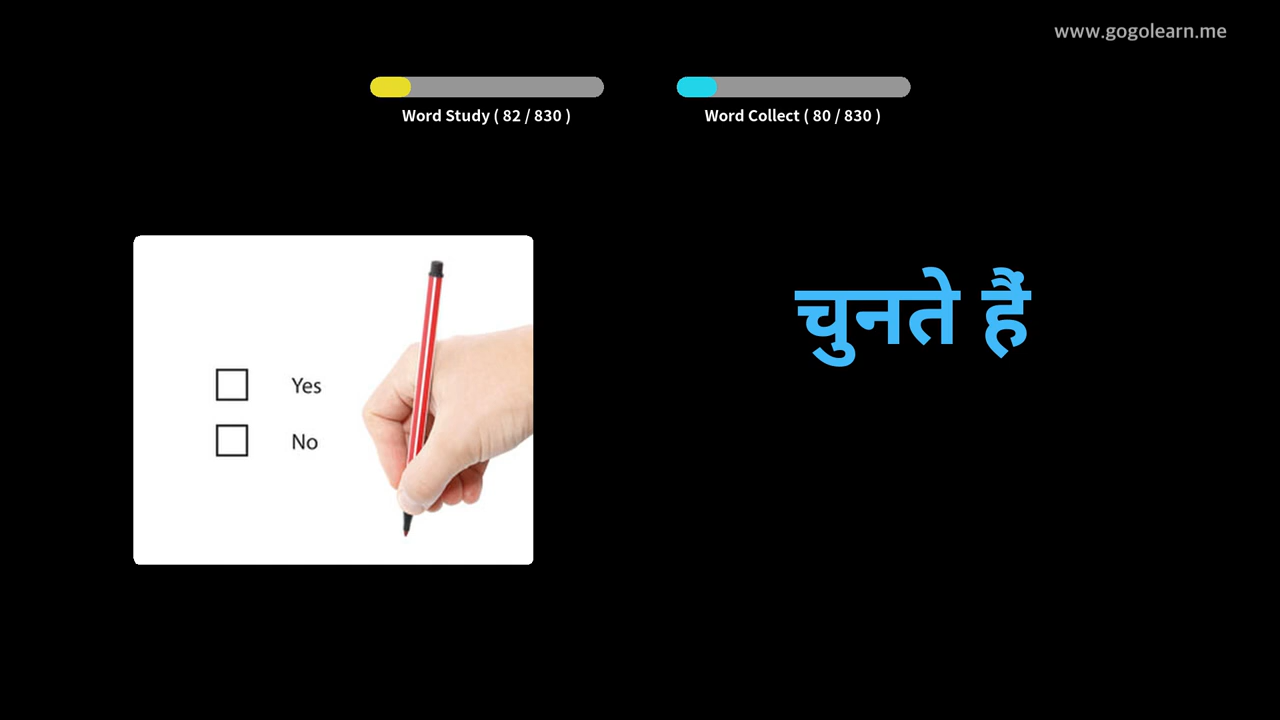 www.gogolearn.me
Word Study ( 82 / 830 )
Word Collect ( 80 / 830 )
Yes
No
चुनते हैं